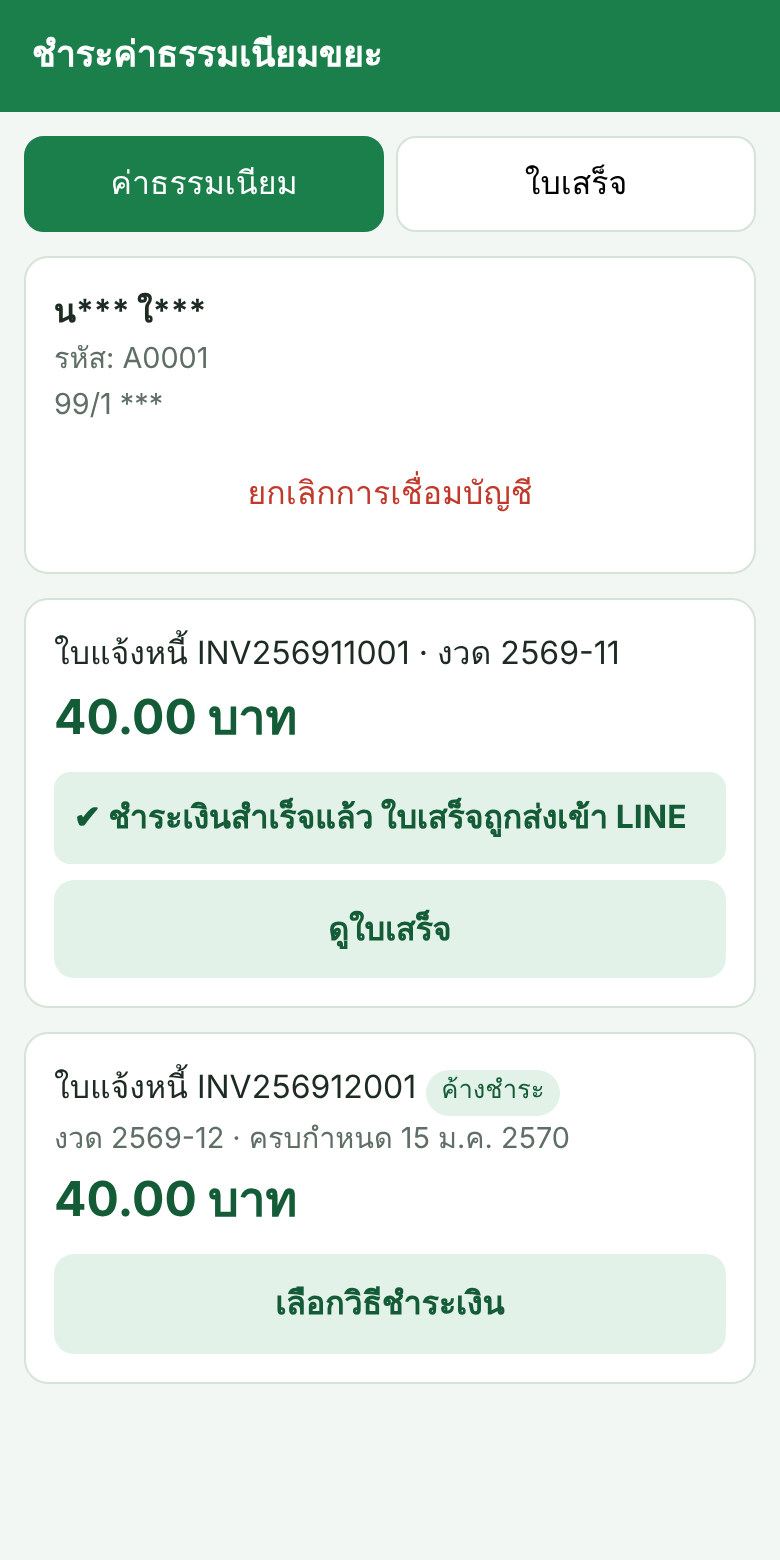 ชำระค่าธรรมเนียมขยะ
ค่าธรรมเนียม
ใบเสร็จ
น*** ใ***
รหัส: A0001
99/1 ***
ยกเลิกการเชื่อมบัญชี
ใบแจ้งหนี้ INV256911001 · งวด 2569-11
40.00 บาท
✔ ชำระเงินสำเร็จแล้ว ใบเสร็จถูกส่งเข้า LINE
ดูใบเสร็จ
ใบแจ้งหนี้ INV256912001 ค้างชำระ
งวด 2569-12 · ครบกำหนด 15 ม.ค. 2570
40.00 บาท
เลือกวิธีชำระเงิน